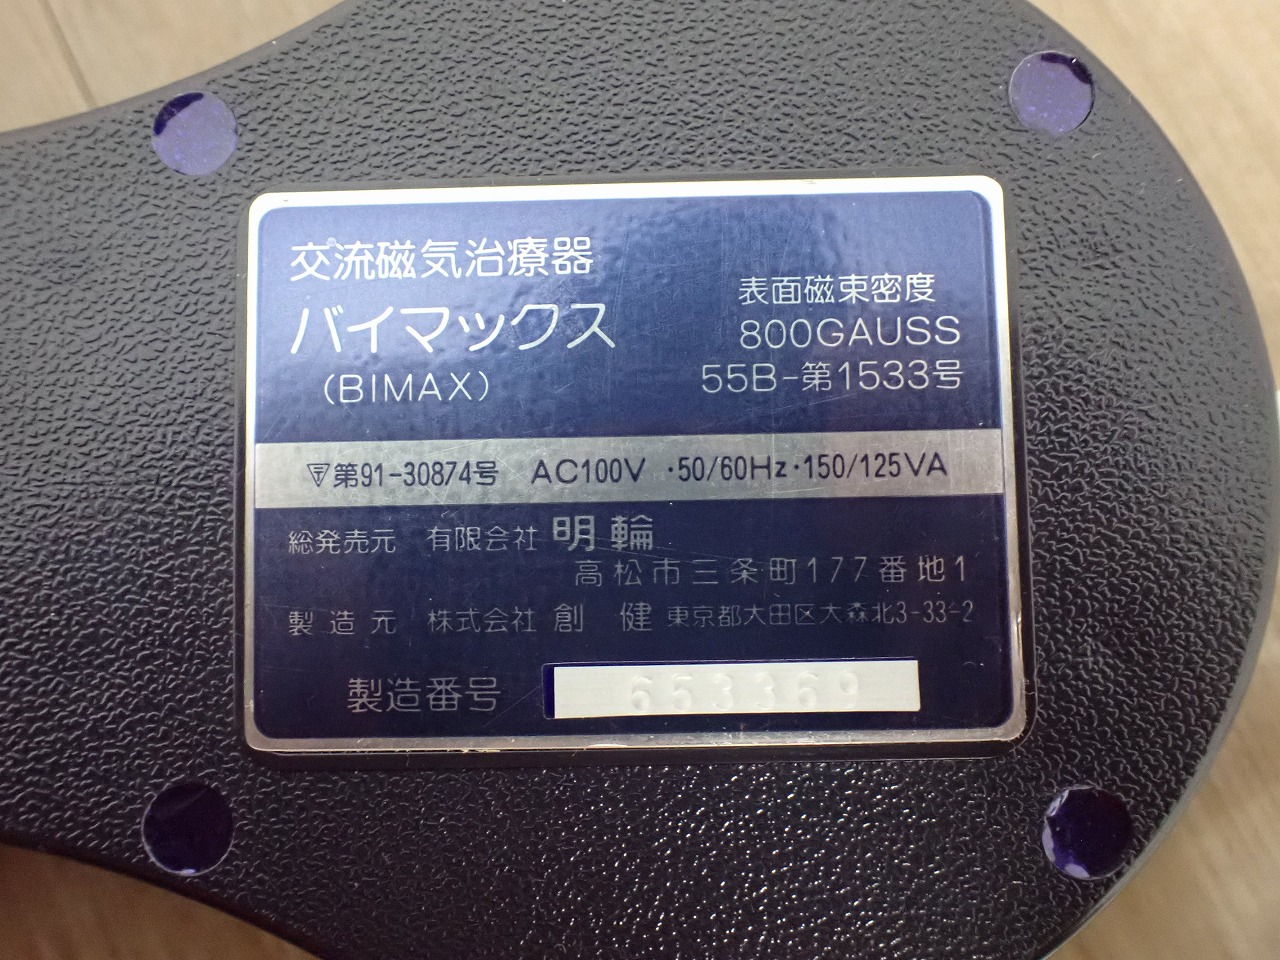 交流磁気治療器
バイマックス
(BIMAX)
表面磁束密度
800GAUSS
55B-第1533号
第91-30874号 AC100V ・50/60Hz・150/125VA
総発売元 有限会社 明輪
高松市三条町177番地1
製造元 株式会社 創健 東京都大田区大森北3-33-2
製造番号 653369